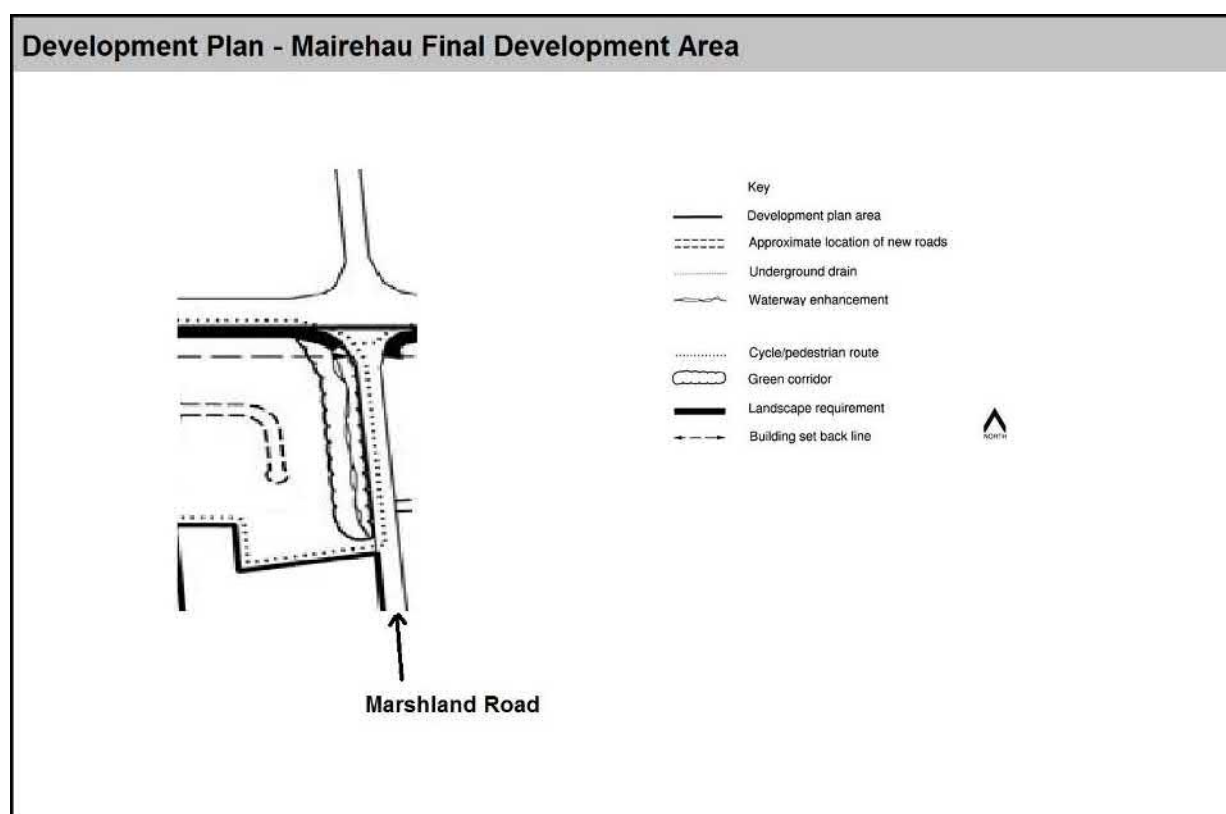 Development Plan - Mairehau Final Development Area
Key
Development plan area
Approximate location of new roads
Underground drain
Waterway enhancement
Cycle/pedestrian route
Green corridor
Landscape requirement
Building set back line
NORTH
Marshland Road